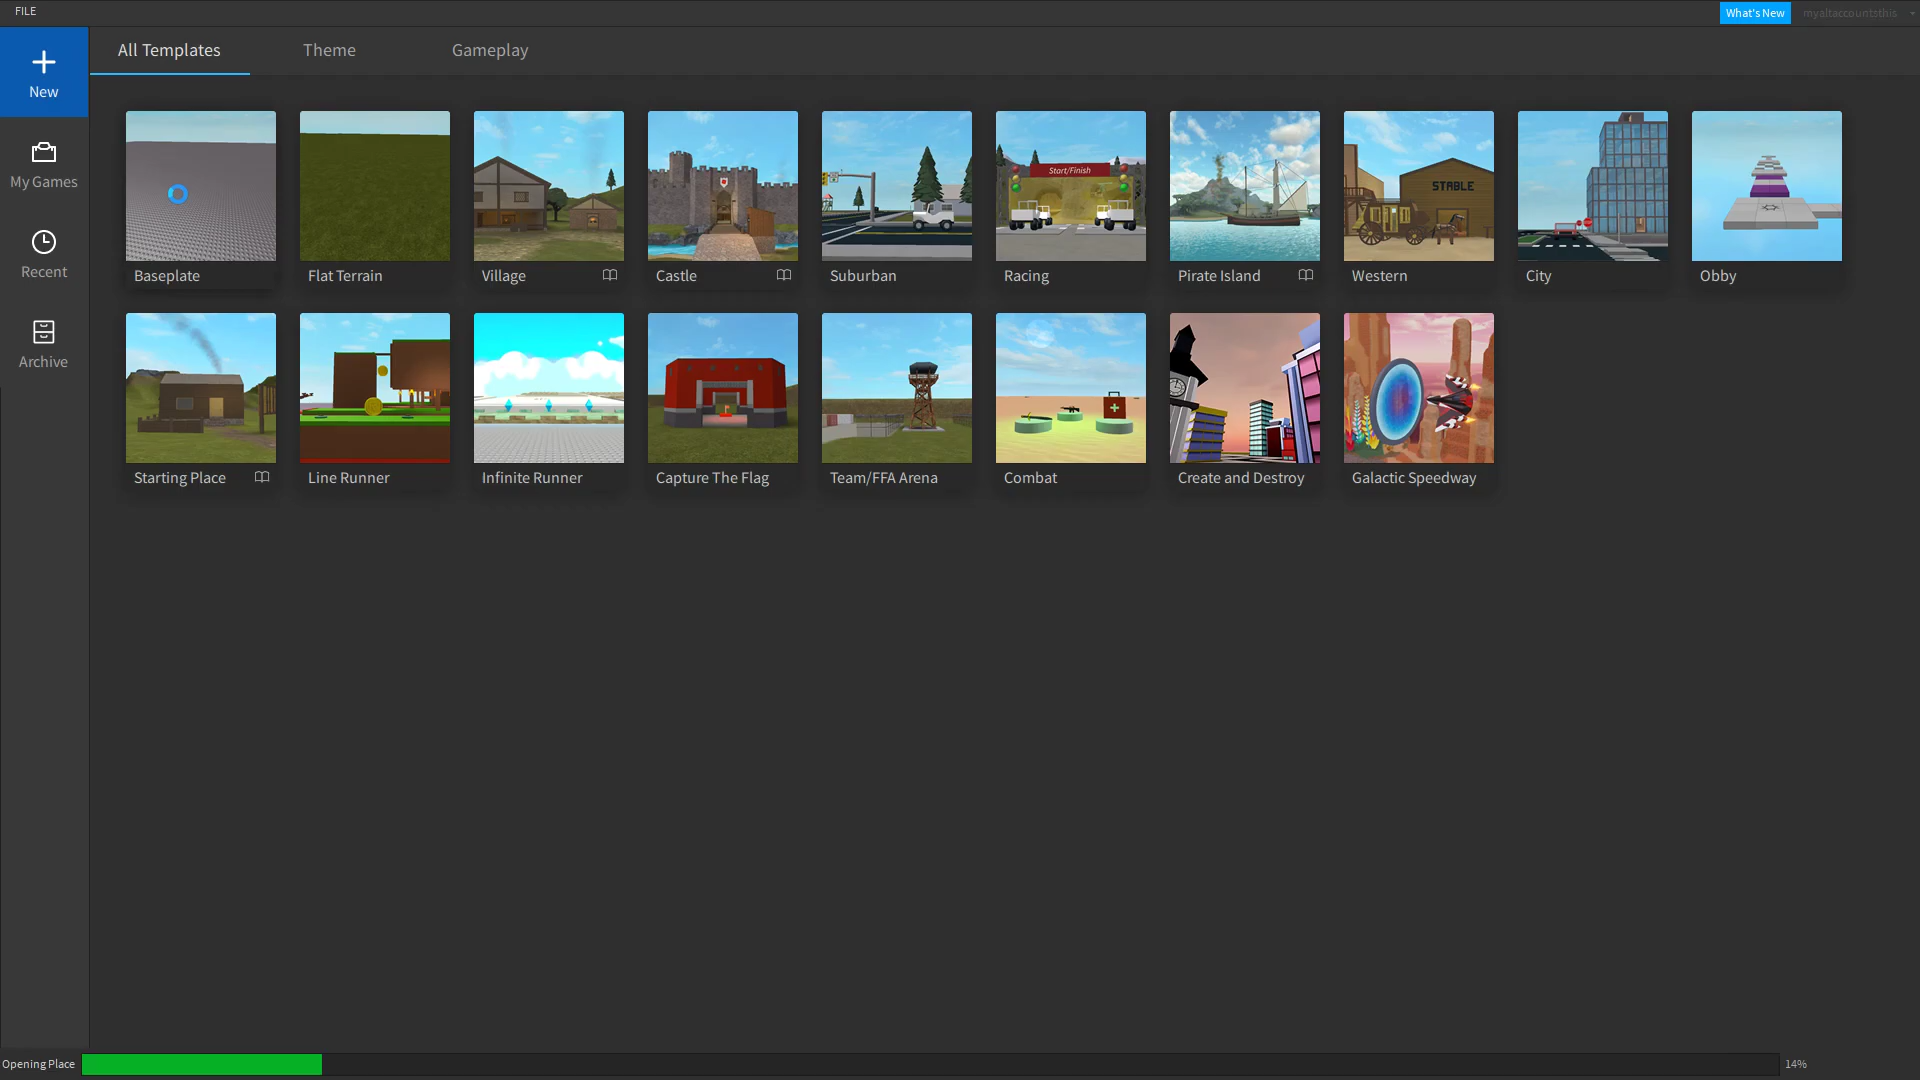 FILE
What's New
myaltaccountsthis
New
My Games
Recent
Archive
All Templates
Theme
Gameplay
Baseplate
Flat Terrain
Village
Castle
Suburban
Start/Finish
Racing
Pirate Island
STABLE
Western
City
Obby
Starting Place
Line Runner
Infinite Runner
Capture The Flag
Team/FFA Arena
Combat
Create and Destroy
Galactic Speedway
Opening Place
14%